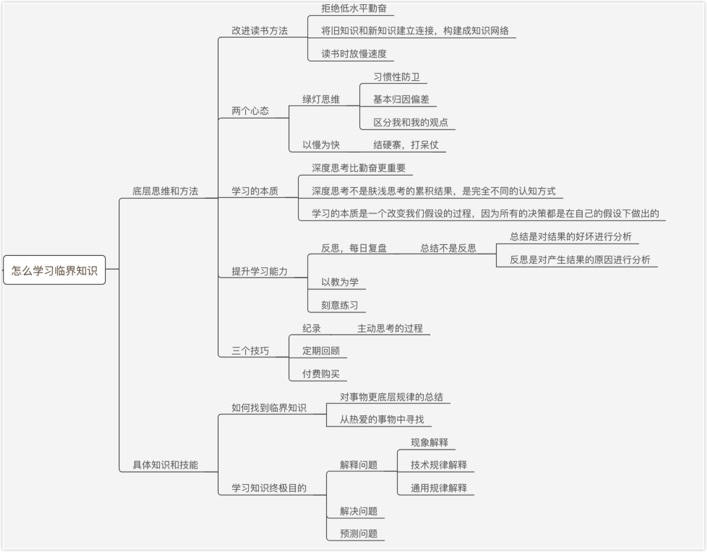 怎么学习临界知识
底层思维和方法
改进读书方法
拒绝低水平勤奋
将旧知识和新知识建立连接，构建成知识网络
读书时放慢速度
两个心态
绿灯思维
习惯性防卫
基本归因偏差
区分我和我的观点
以慢为快
结硬寨，打呆仗
学习的本质
深度思考比勤奋更重要
深度思考不是肤浅思考的累积结果，是完全不同的认知方式
学习的本质是一个改变我们假设的过程，因为所有的决策都是在自己的假设下做出的
提升学习能力
反思，每日复盘
总结不是反思
总结是对结果的好坏进行分析
反思是对产生结果的原因进行分析
以教为学
刻意练习
三个技巧
纪录
主动思考的过程
定期回顾
付费购买
具体知识和技能
如何找到临界知识
对事物更底层规律的总结
从热爱的事物中寻找
学习知识终极目的
解释问题
现象解释
技术规律解释
通用规律解释
解决问题
预测问题